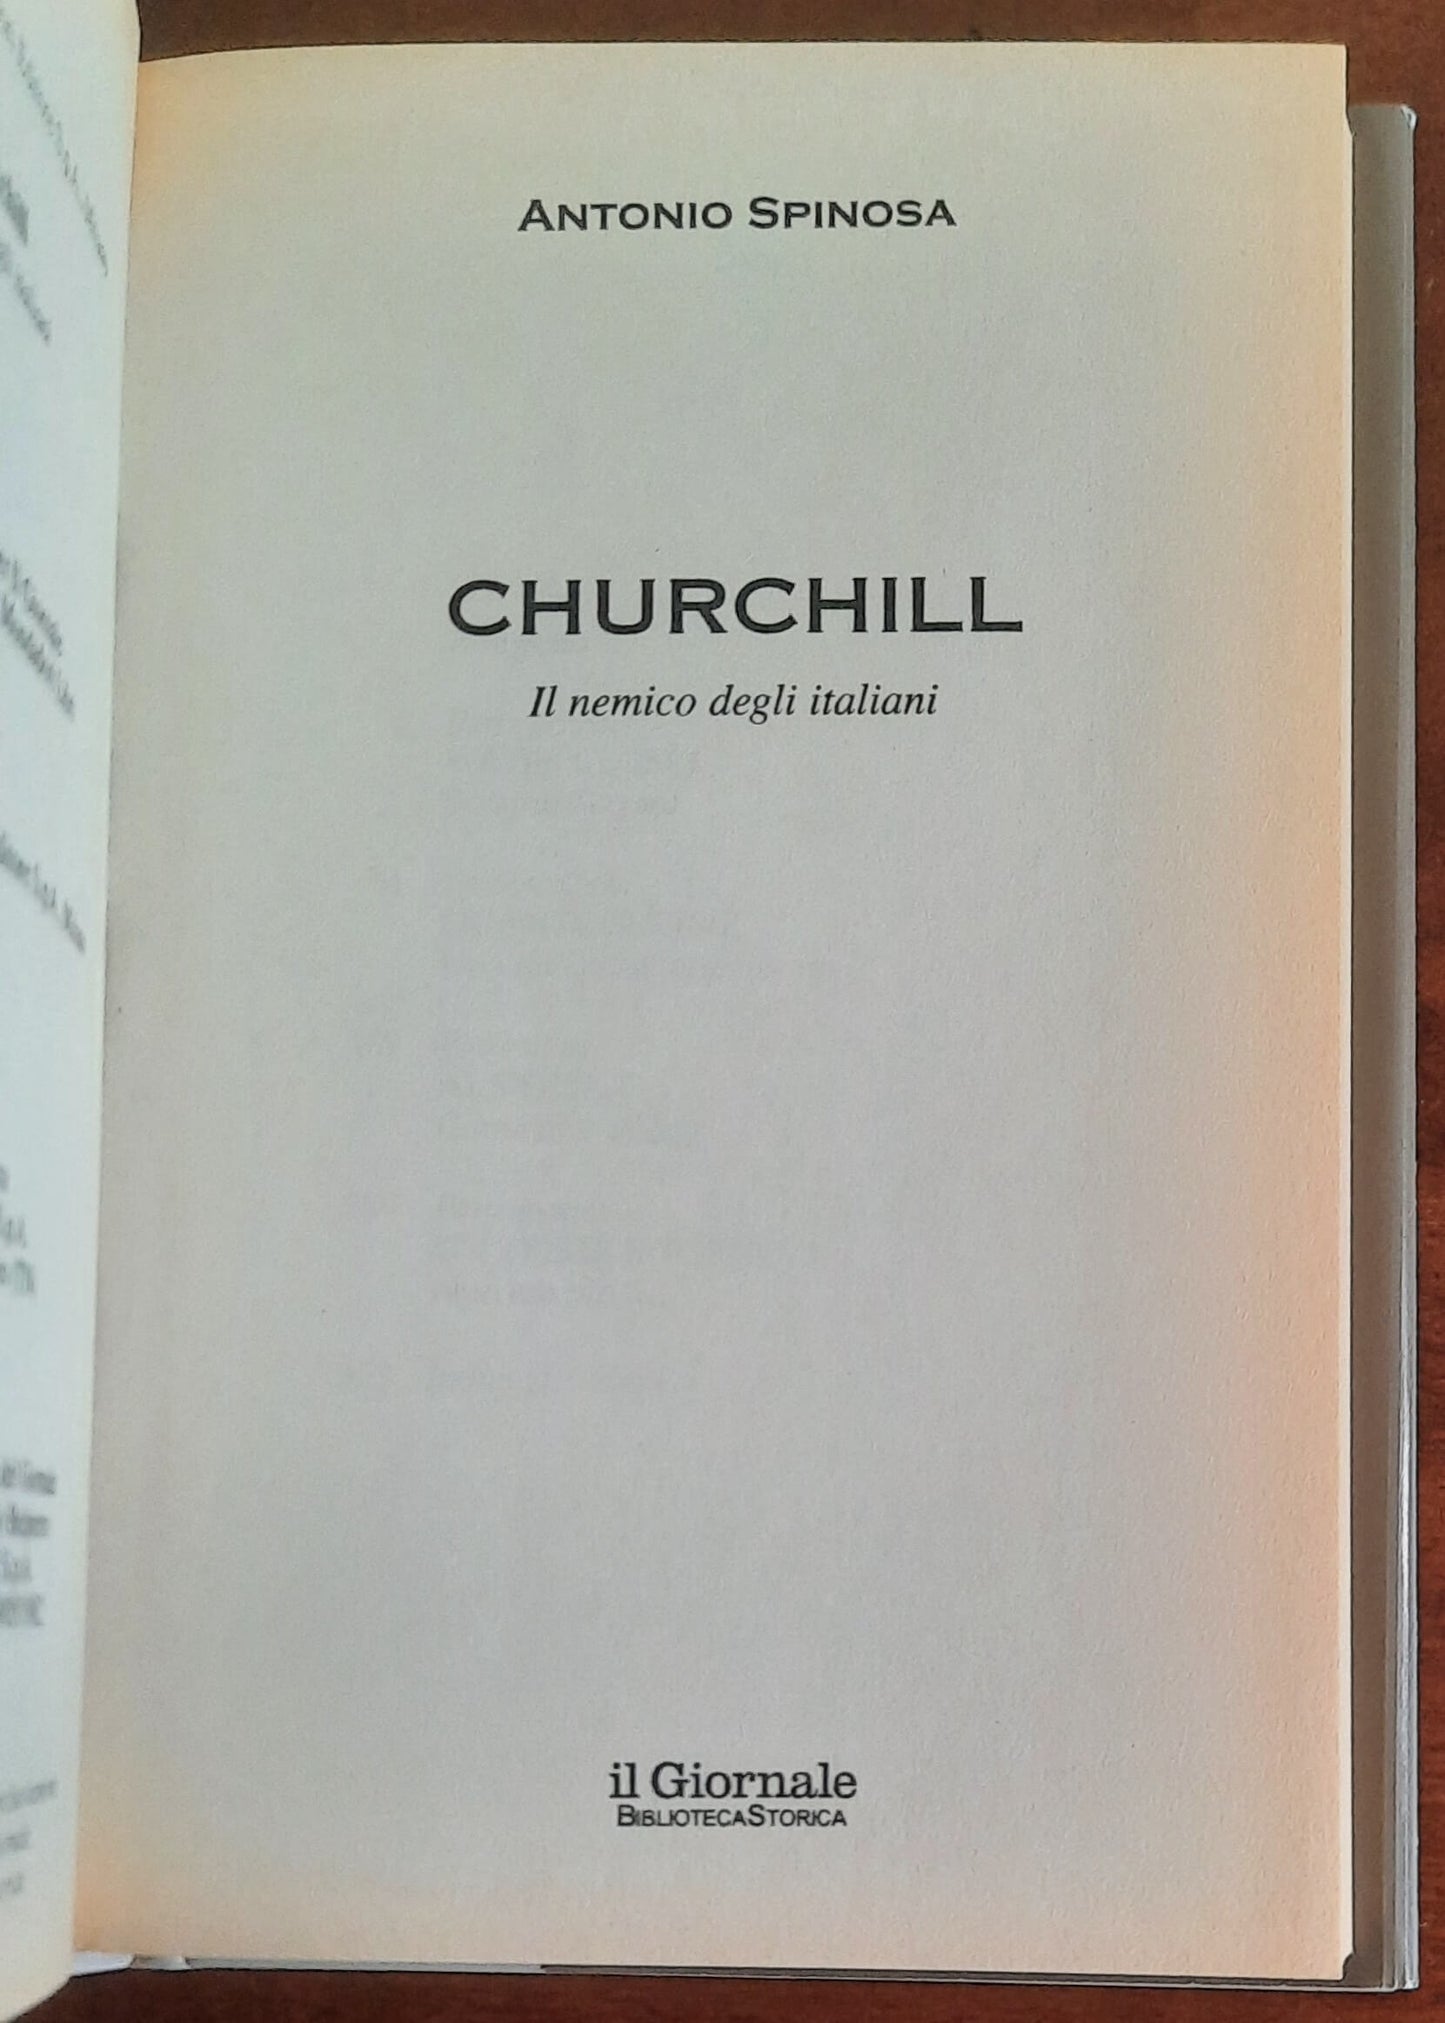 ANTONIO SPINOSA
CHURCHILL
Il nemico degli italiani
il Giornale
BIBLIOTECASTORICA